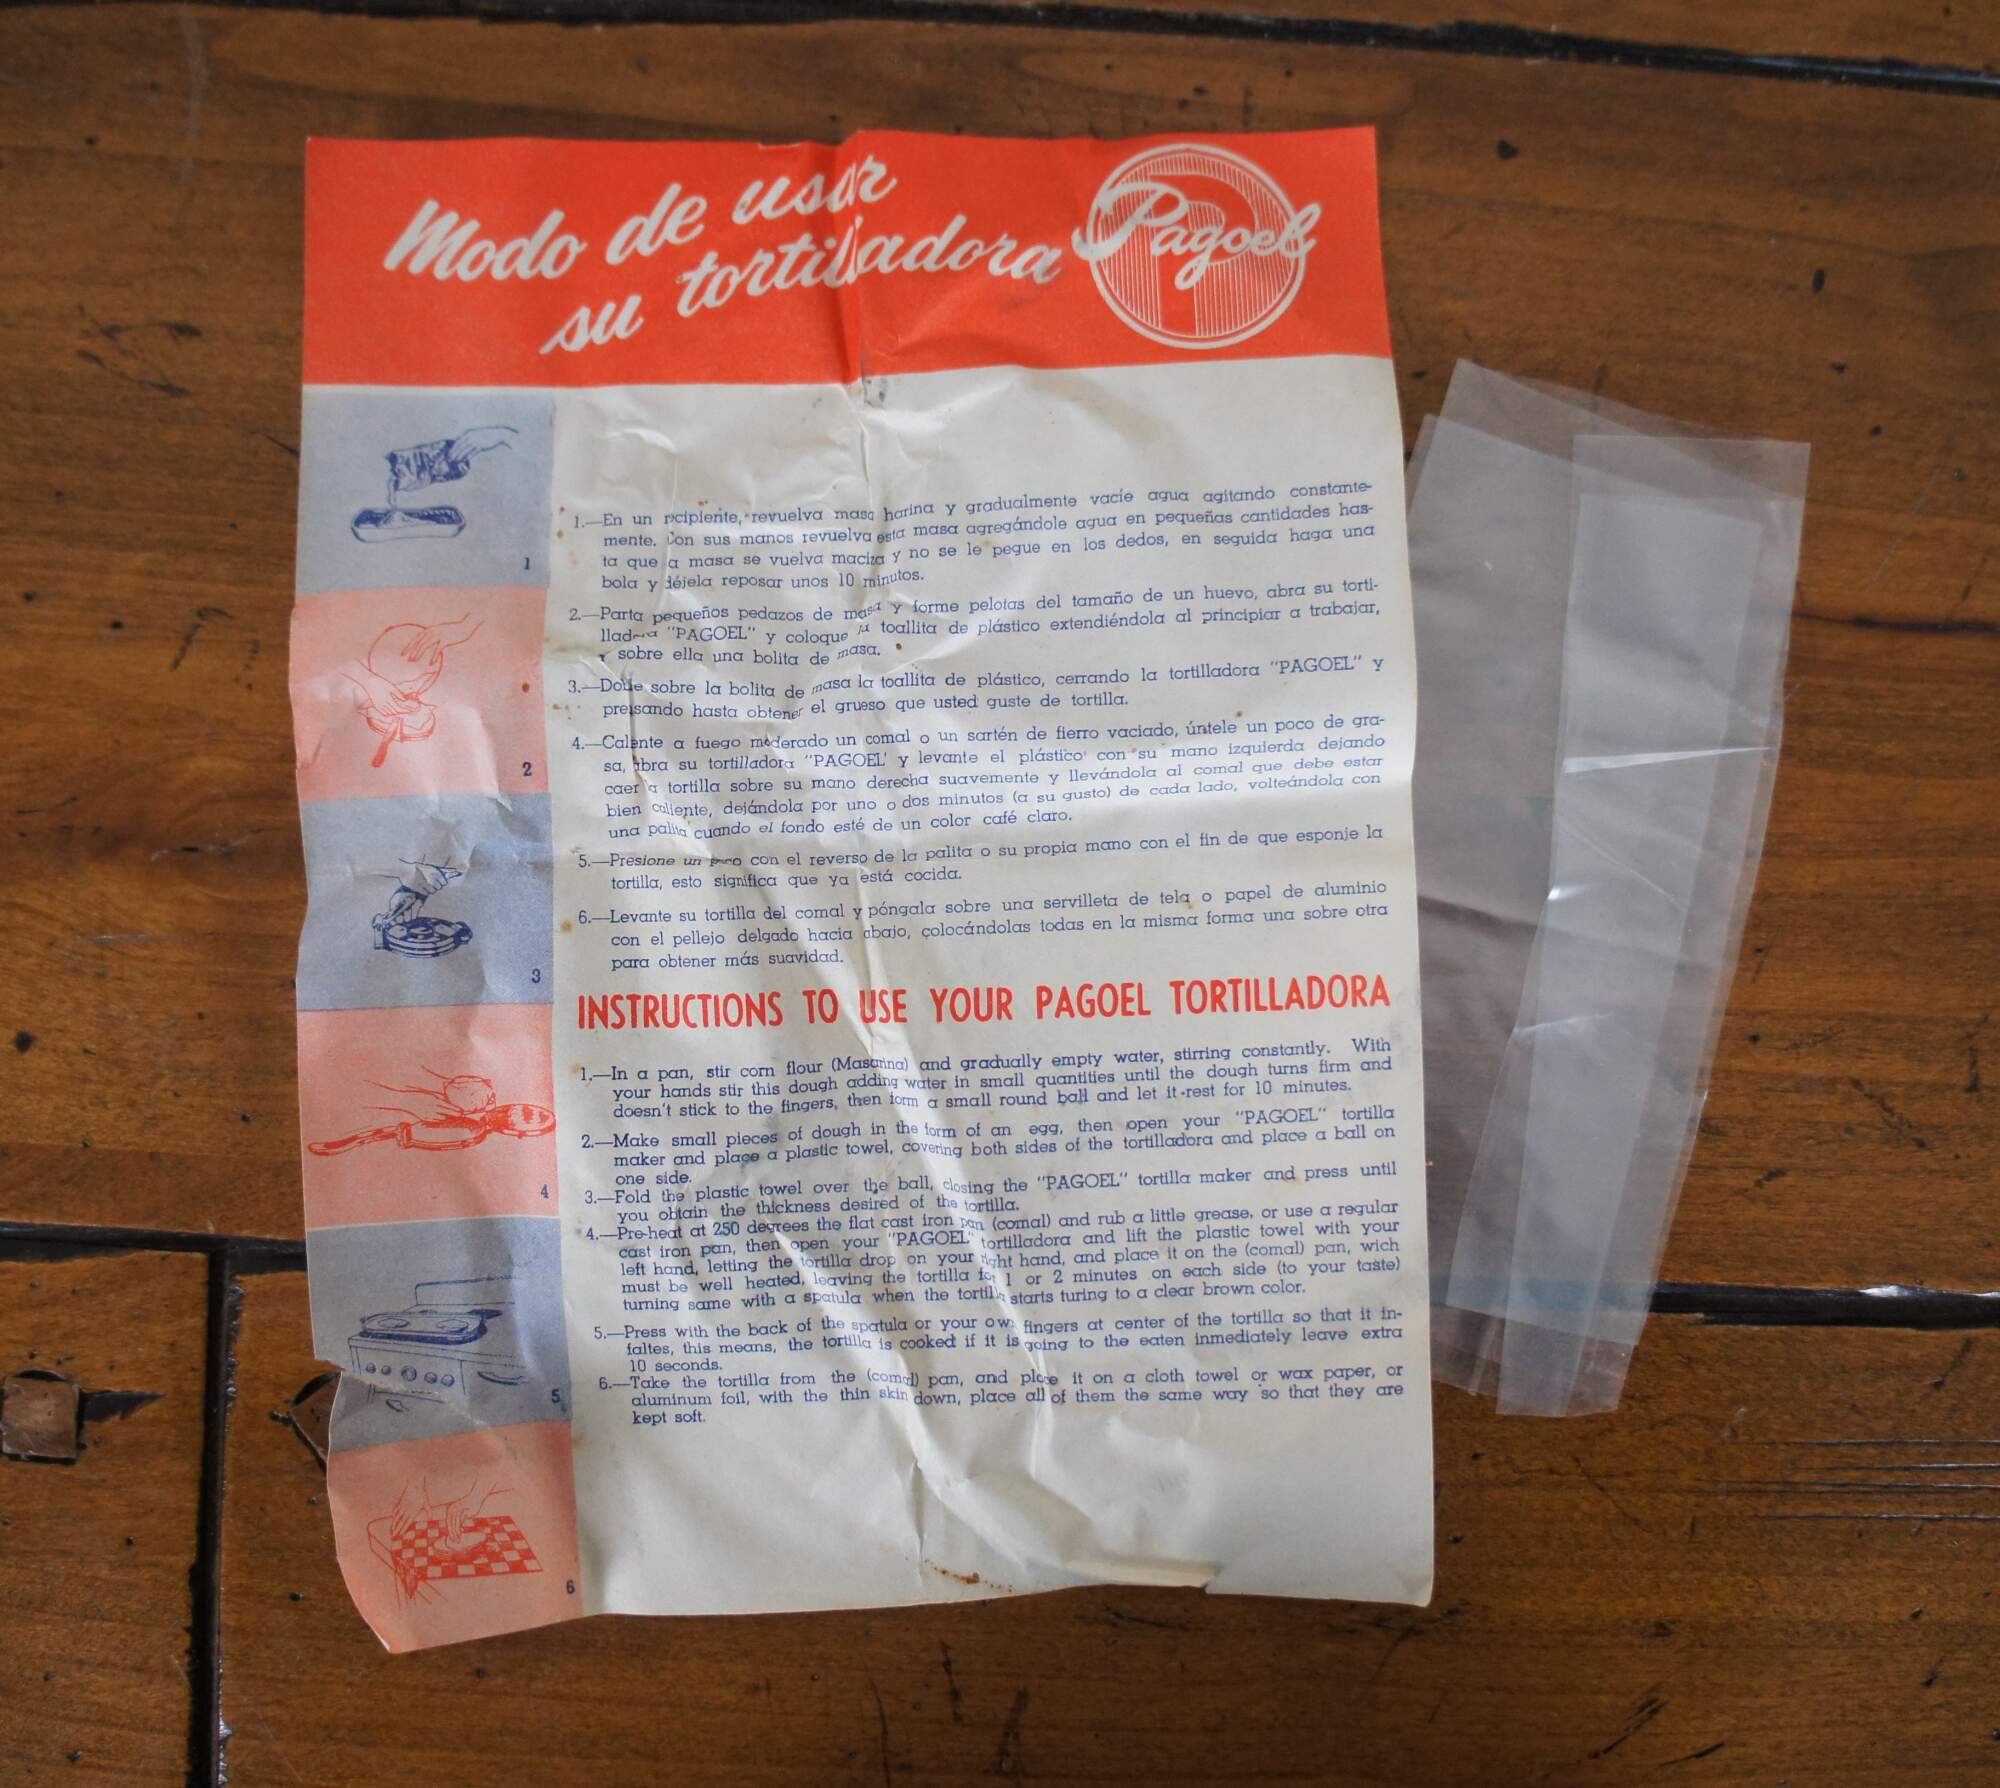 Modo de usar
su tortilladora
Pagoel
1.—En un recipiente, revuelva masa harina y gradualmente vacíe agua agitando constante-
mente. Con sus manos revuelva esta masa agregándole agua en pequeñas cantidades has-
ta que a masa se vuelva maciza y no se le pegue en los dedos, en seguida haga una
bola y déjela reposar unos 10 minutos.
2.—Parta pequeños pedazos de masa y forme pelotas del tamaño de un huevo, abra su torti-
lladora "PAGOEL" y coloque toallita de plástico extendiéndola al principiar a trabajar,
y sobre ella una bolita de masa.
3.—Doble sobre la bolita de masa la toallita de plástico, cerrando la tortilladora "PAGOEL" y
presando hasta obtener el grueso que usted guste de tortilla.
4.—Calente a fuego moderado un comal o un sartén de fierro vaciado, úntele un poco de gra-
sa, abra su tortilladora "PAGOEL' y levante el plástico con su mano izquierda dejando
caer a tortilla sobre su mano derecha suavemente y llevándola al comal que debe estar
bien caliente, dejándola por uno o dos minutos (a su gusto) de cada lado, volteándola con
una palita cuando el fondo esté de un color café claro.
5.—Presione un poco con el reverso de la palita o su propia mano con el fin de que esponje la
tortilla, esto significa que ya está cocida.
6.—Levante su tortilla del comal y póngala sobre una servilleta de tela o papel de aluminio
con el pellejo delgado hacia abajo, colocándolas todas en la misma forma una sobre otra
para obtener más suavidad.
INSTRUCTIONS TO USE YOUR PAGOEL TORTILLADORA
1.—In a pan, stir corn flour (Masarina) and gradually empty water, stirring constantly. With
your hands stir this dough adding water in small quantities until the dough turns firm and
doesn't stick to the fingers, then form a small round ball and let it rest for 10 minutes.
2.—Make small pieces of dough in the form of an egg, then open your "PAGOEL" tortilla
maker and place a plastic towel, covering both sides of the tortilladora and place a ball on
one side.
3.—Fold the plastic towel over the ball, closing the "PAGOEL" tortilla maker and press until
you obtain the thickness desired of the tortilla.
4.—Pre-heat at 250 degrees the flat cast iron pan (comal) and rub a little grease, or use a regular
cast iron pan, then open your "PAGOEL" tortilladora and lift the plastic towel with your
left hand, letting the tortilla drop on your right hand, and place it on the (comal) pan, wich
must be well heated, leaving the tortilla for 1 or 2 minutes on each side (to your taste)
turning same with a spatula when the tortilla starts turing to a clear brown color.
5.—Press with the back of the spatula or your own fingers at center of the tortilla so that it in-
faltes, this means, the tortilla is cooked if it is going to the eaten inmediately leave extra
10 seconds.
6.—Take the tortilla from the (comal) pan, and place it on a cloth towel or wax paper, or
aluminum foil, with the thin skin down, place all of them the same way so that they are
kept soft.
1
2
3
4
5
6